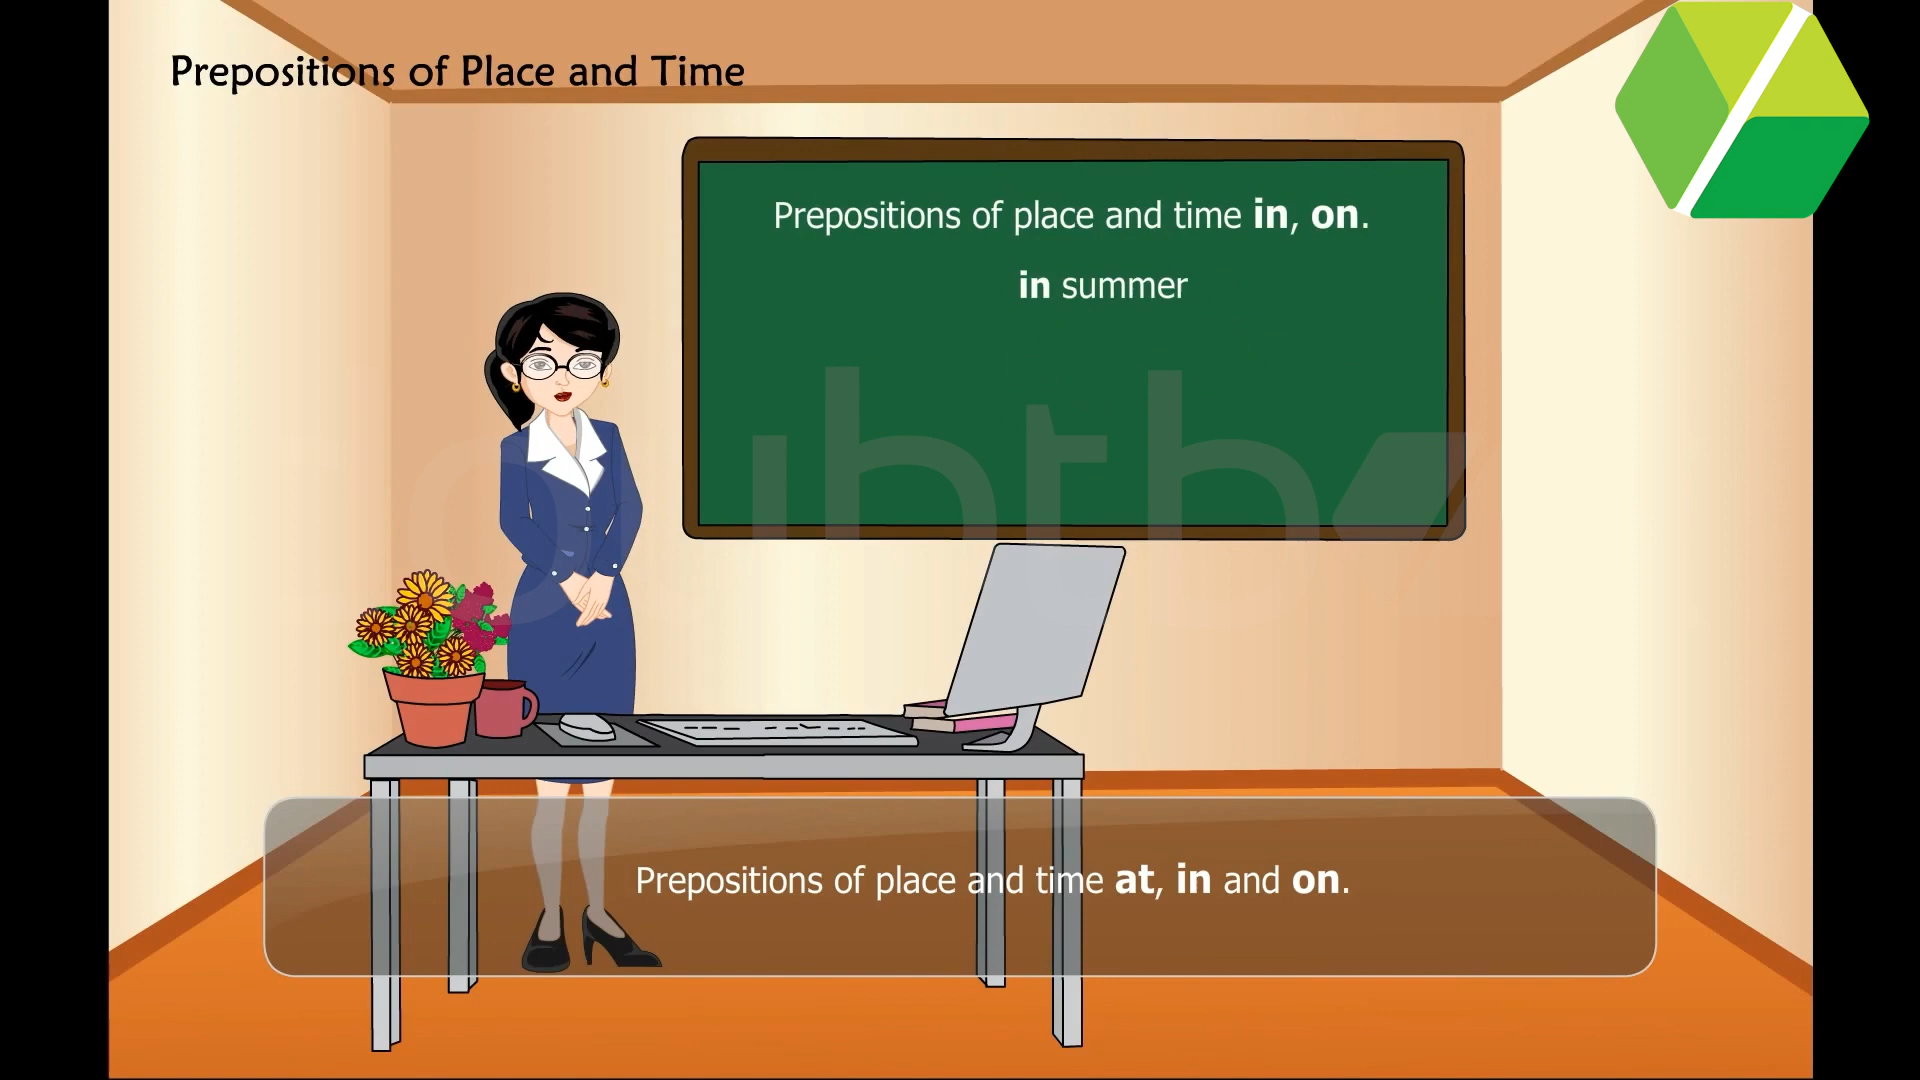 Prepositions of Place and Time
Prepositions of place and time in, on.
in summer
Prepositions of place and time at, in and on.